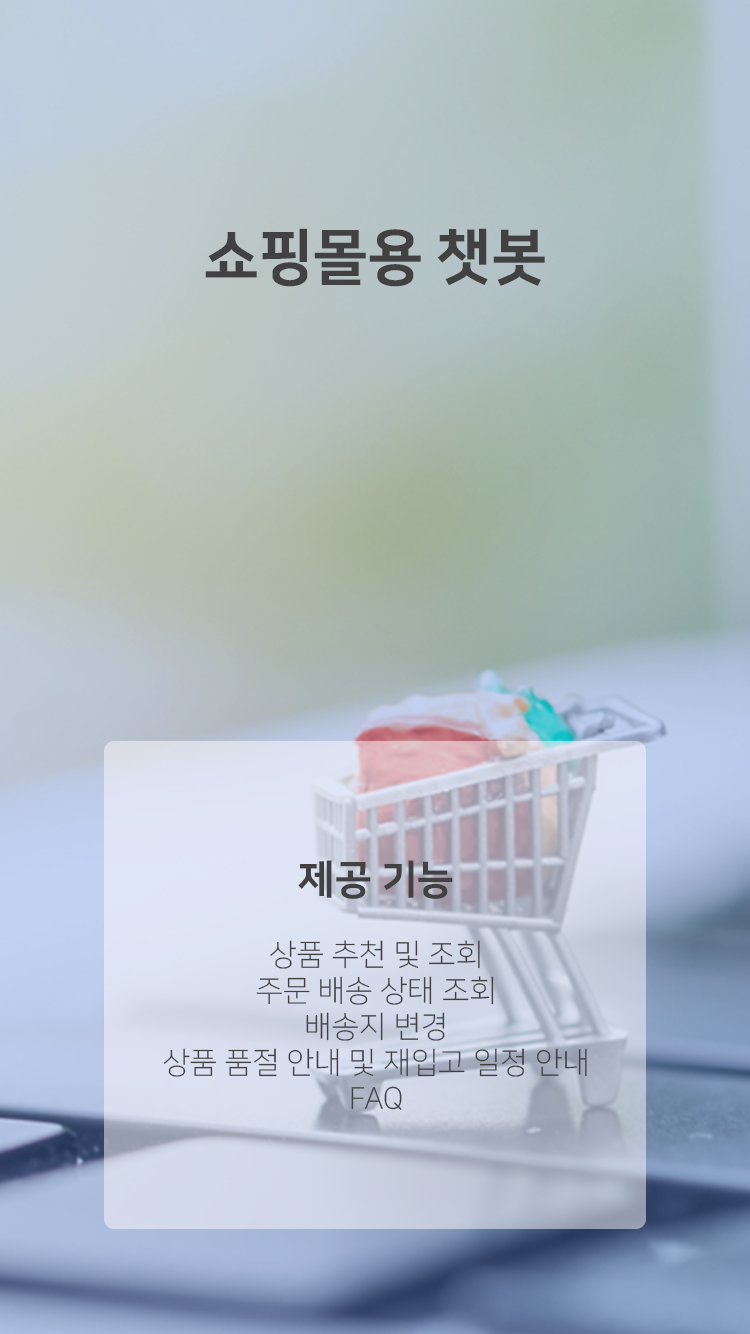 쇼핑몰용 챗봇
제공 기능
상품 추천 및 조회
주문 배송 상태 조회
배송지 변경
상품 품절 안내 및 재입고 일정 안내
FAQ